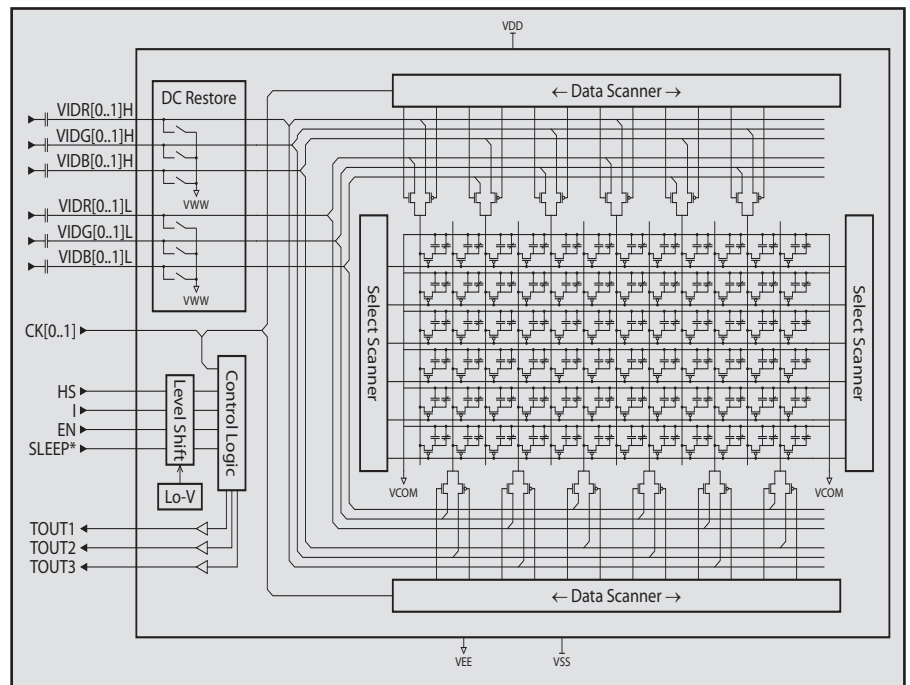 VDD
DC Restore
← Data Scanner →
VIDR[0..1]H
VIDG[0..1]H
VIDB[0..1]H
VWW
VIDR[0..1]L
VIDG[0..1]L
VIDB[0..1]L
VWW
Select Scanner
Select Scanner
CK[0..1]
Control Logic
Level Shift
HS
I
EN
SLEEP*
Lo-V
VCOM
VCOM
TOUT1
TOUT2
TOUT3
← Data Scanner →
VEE
VSS